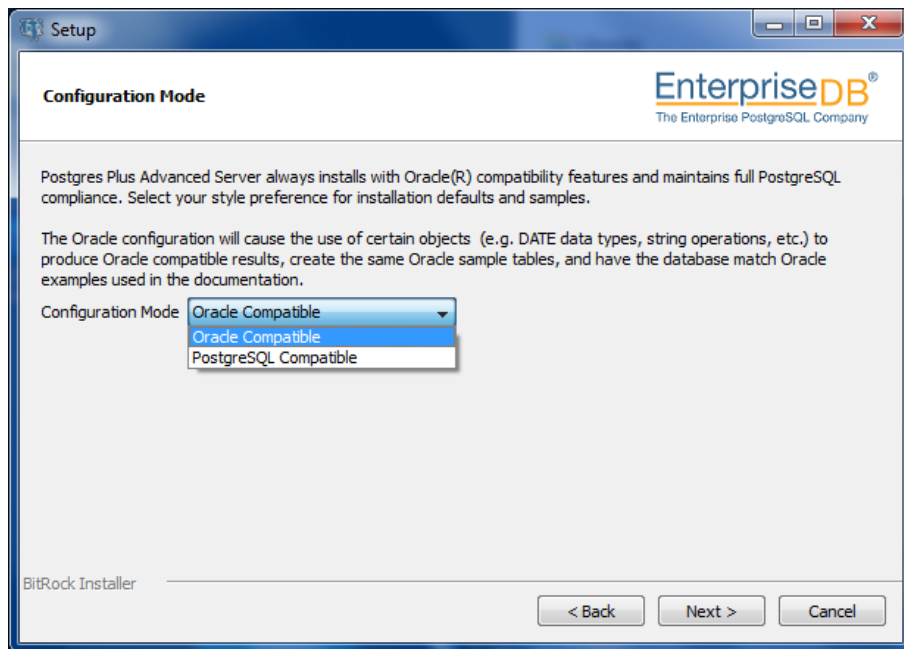 Setup
Configuration Mode
EnterpriseDB®
The Enterprise PostgreSQL Company
Postgres Plus Advanced Server always installs with Oracle(R) compatibility features and maintains full PostgreSQL
compliance. Select your style preference for installation defaults and samples.
The Oracle configuration will cause the use of certain objects (e.g. DATE data types, string operations, etc.) to
produce Oracle compatible results, create the same Oracle sample tables, and have the database match Oracle
examples used in the documentation.
Configuration Mode Oracle Compatible
Oracle Compatible
PostgreSQL Compatible
BitRock Installer
< Back Next > Cancel